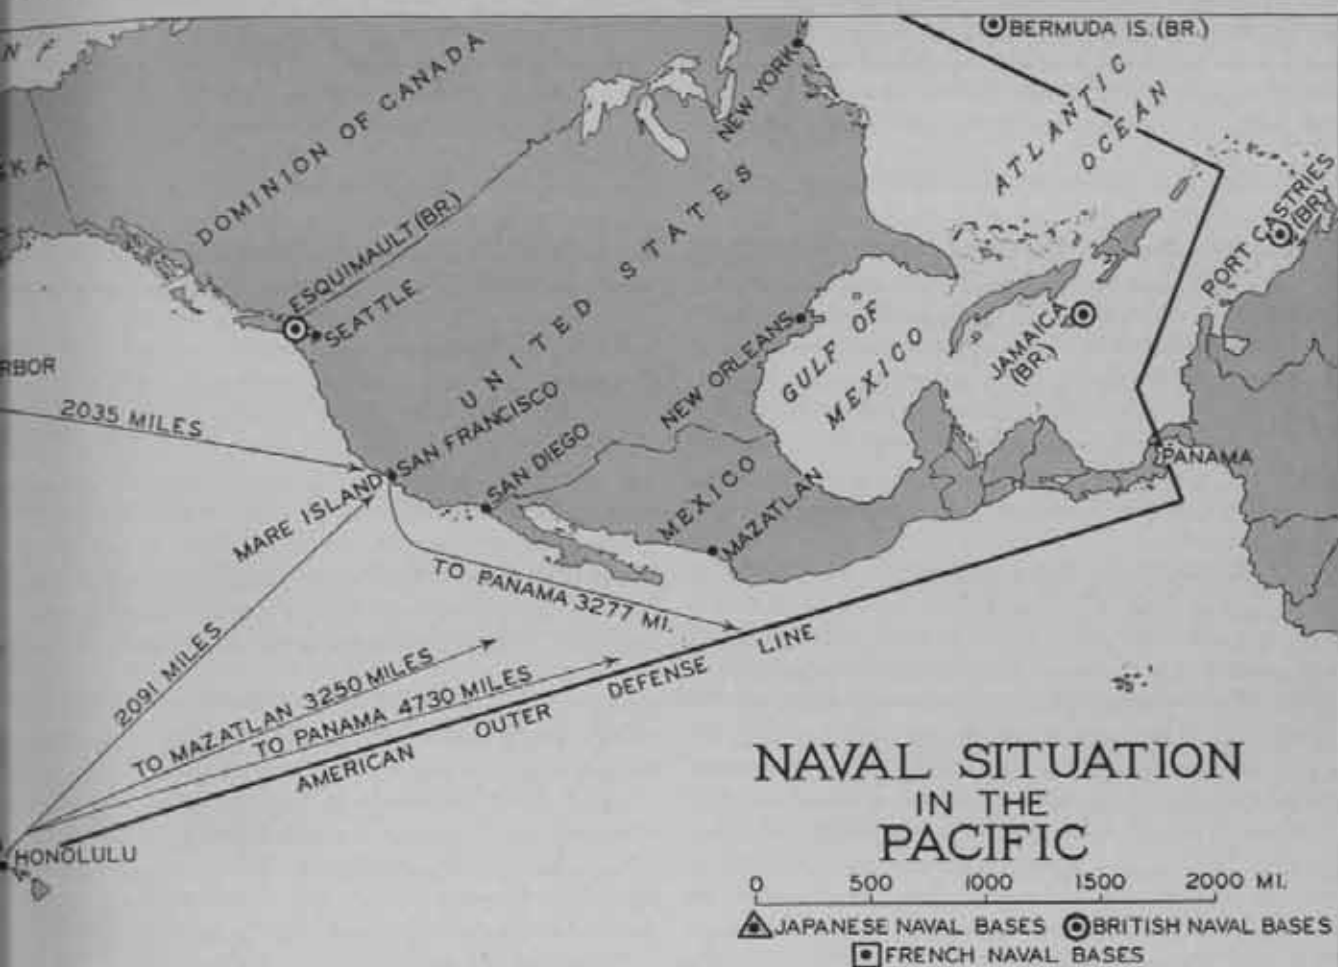 BERMUDA IS. (BR.)
N
DOMINION OF CANADA
NEW YORK
ATLANTIC
OCEAN
EKA
PORT CASTRIES
(BR)
ESQUIMAULT (BR.)
SEATTLE
UNITED STATES
NEW ORLEANS
GULF OF
MEXICO
JAMAICA
(BR.)
RBOR
2035 MILES
SAN FRANCISCO
MARE ISLAND
SAN DIEGO
MEXICO
MAZATLAN
PANAMA
TO PANAMA 3277 MI.
2091 MILES
TO MAZATLAN 3250 MILES
TO PANAMA 4730 MILES
AMERICAN OUTER DEFENSE LINE
HONOLULU
NAVAL SITUATION
IN THE
PACIFIC
0 500 1000 1500 2000 MI.
JAPANESE NAVAL BASES BRITISH NAVAL BASES
FRENCH NAVAL BASES